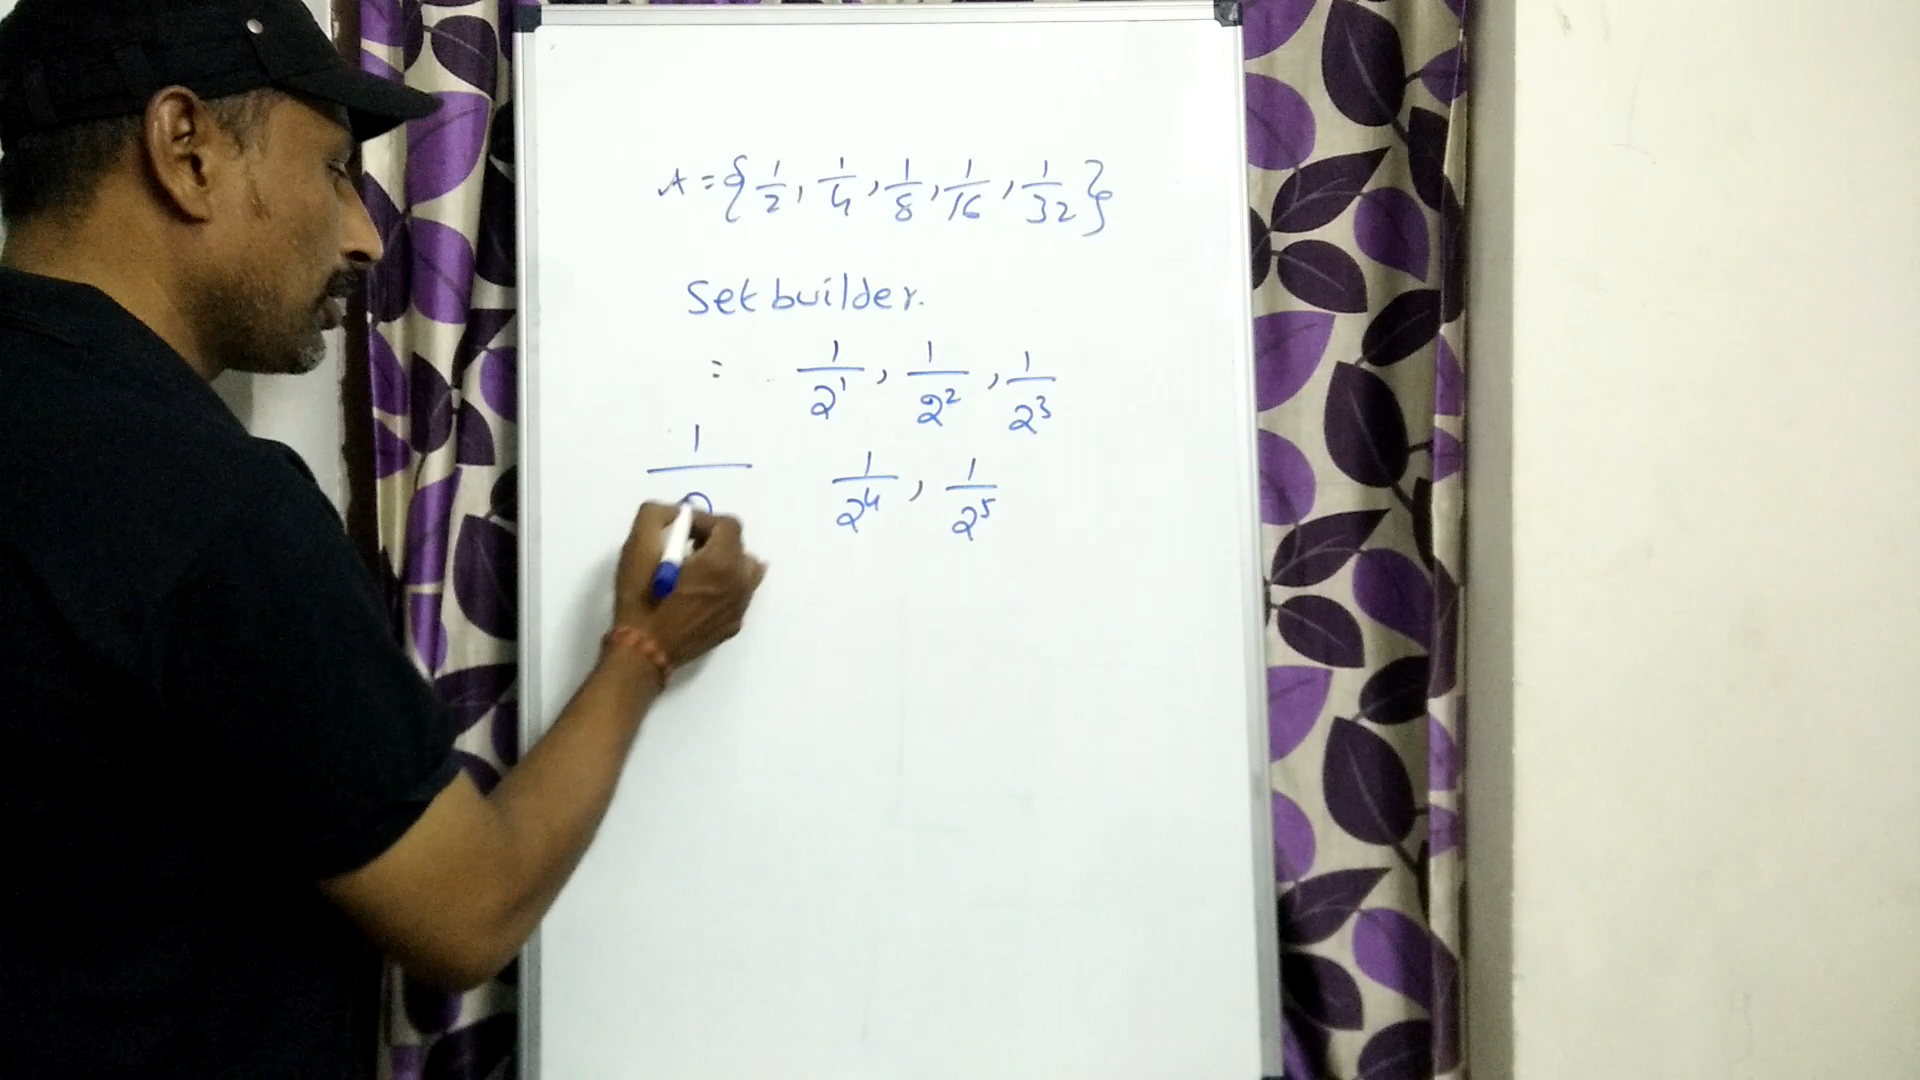 A = {1/2, 1/4, 1/8, 1/16, 1/32}
Set builder.
= 1/2¹, 1/2², 1/2³
1/2 1/2⁴, 1/2⁵